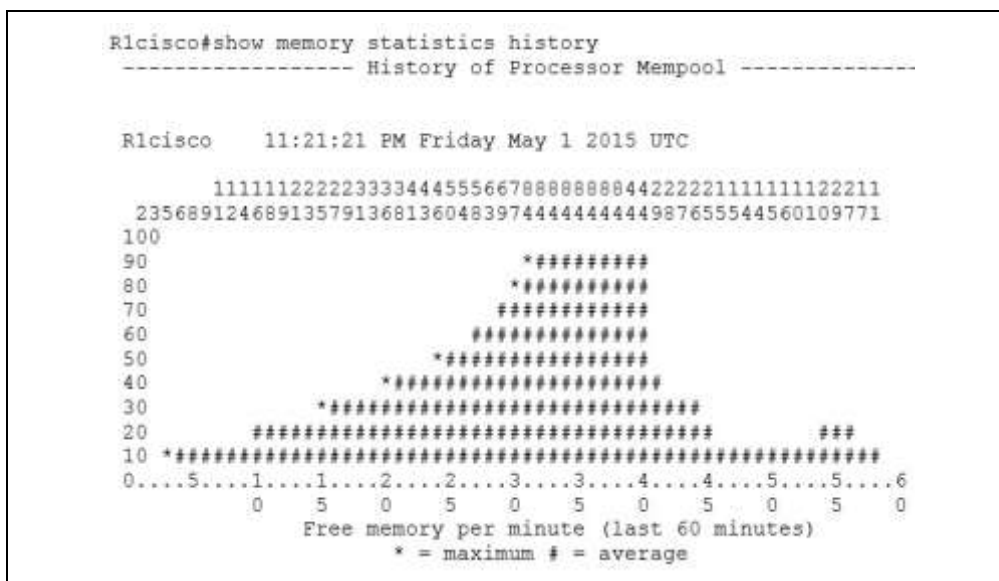 R1cisco#show memory statistics history
 ------------------ History of Processor Mempool --------------
 R1cisco    11:21:21 PM Friday May 1 2015 UTC
       11111122222333344455566788888888442222221111111122211
 2356891246891357913681360483974444444444987655544560109771
100
90                             *#########
80                            *##########
70                           ############
60                         ##############
50                      *################
40                  *#####################
30             *#############################
20        ####################################        ###
10 *#######################################################
0....5....1....1....2....2....3....3....4....4....5....5....6
          0    5    0    5    0    5    0    5    0    5    0
Free memory per minute (last 60 minutes)
* = maximum # = average